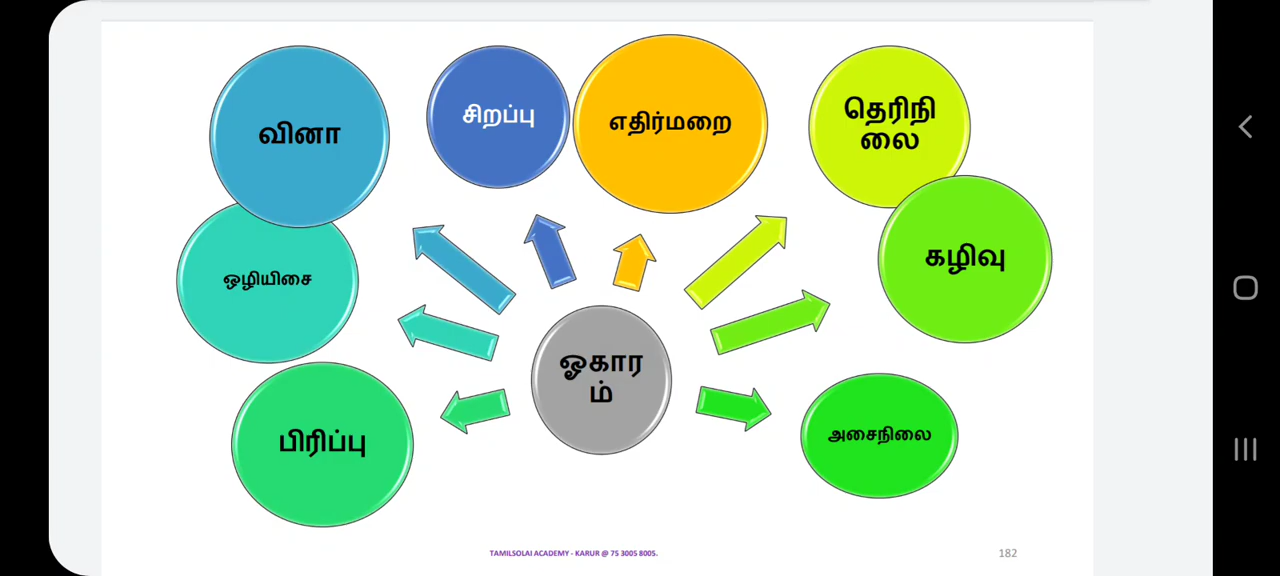 வினா
சிறப்பு
எதிர்மறை
தெரிநி
லை
ஒழியிசை
கழிவு
ஓகார
ம்
பிரிப்பு
அசைநிலை
TAMILSOLAI ACADEMY - KARUR @ 75 3005 8005.
182